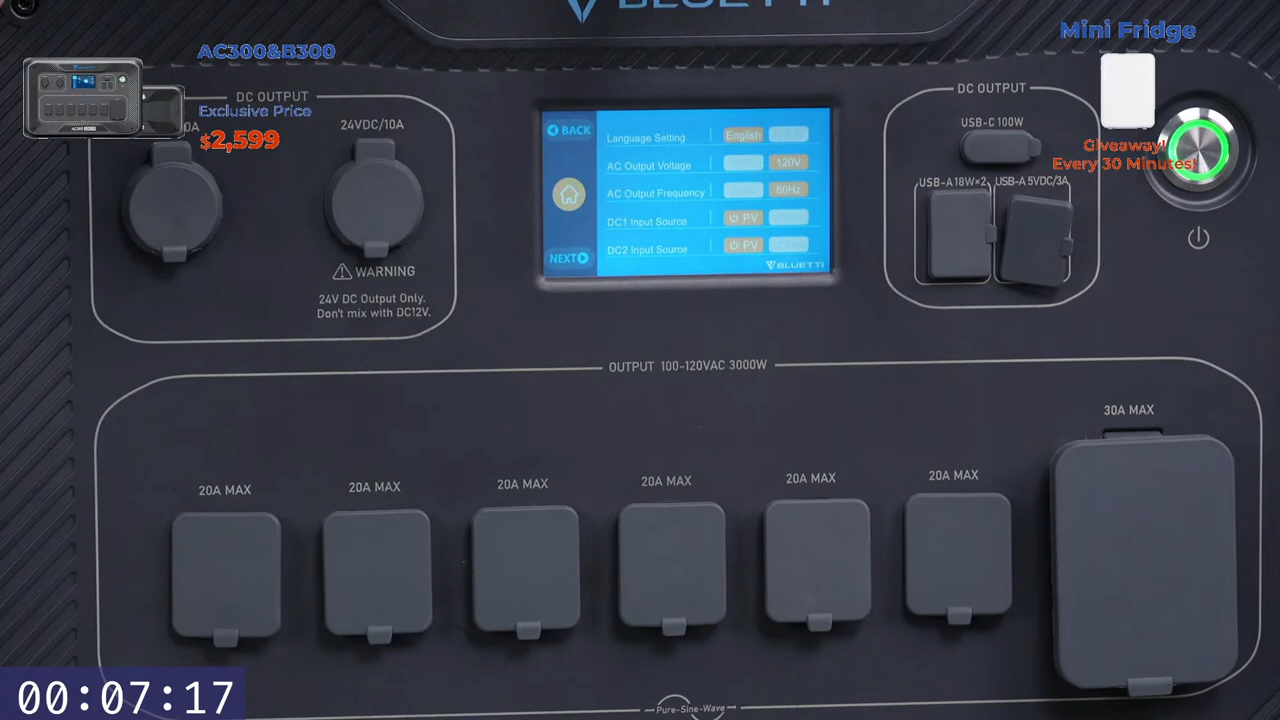 BLUETTI
AC300&B300
Exclusive Price
$2,599
Mini Fridge
Giveaway!
Every 30 Minutes!
DC OUTPUT
24VDC/10A
WARNING
24V DC Output Only.
Don't mix with DC12V.
BACK
NEXT
Language Setting English
AC Output Voltage 120V
AC Output Frequency 60Hz
DC1 Input Source PV
DC2 Input Source PV
BLUETTI
DC OUTPUT
USB-C 100W
USB-A 18W×2
USB-A 5VDC/3A
OUTPUT 100-120VAC 3000W
20A MAX
20A MAX
20A MAX
20A MAX
20A MAX
20A MAX
30A MAX
Pure-Sine-Wave
00:07:17